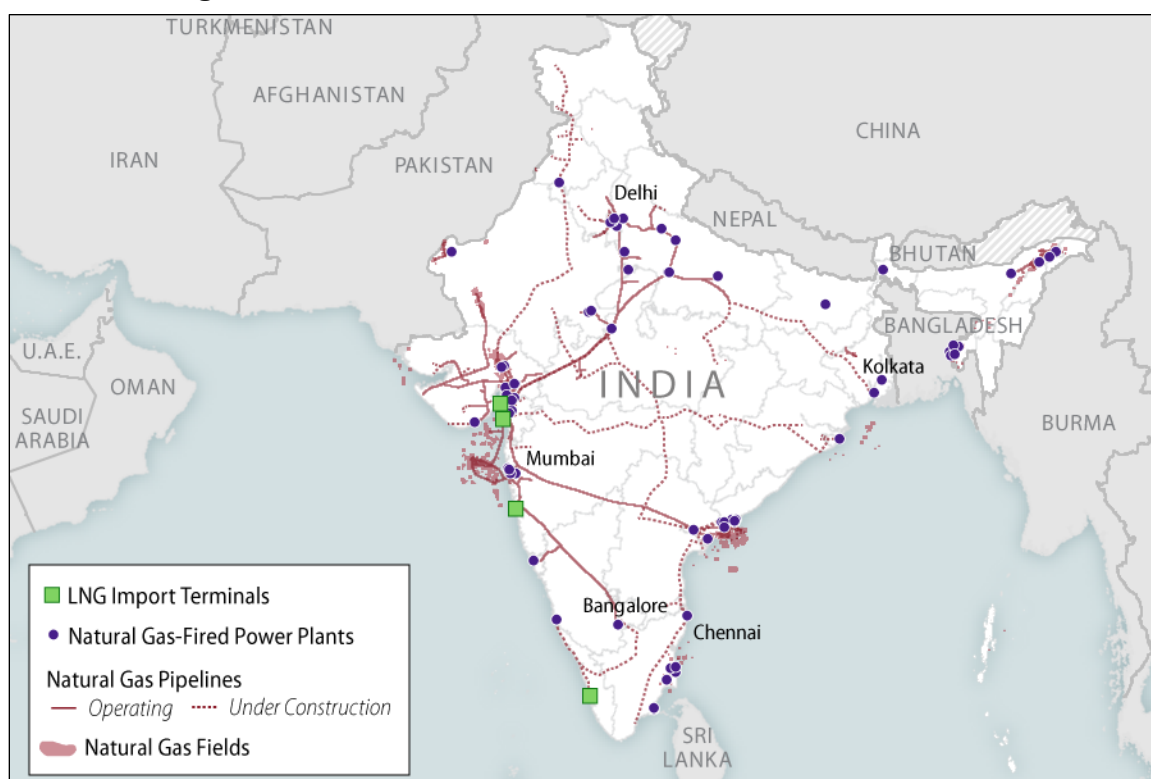 TURKMENISTAN
AFGHANISTAN
CHINA
IRAN
PAKISTAN
Delhi
NEPAL
BHUTAN
BANGLADESH
U.A.E.
OMAN
Kolkata
INDIA
SAUDI
ARABIA
BURMA
Mumbai
Bangalore
Chennai
SRI
LANKA
LNG Import Terminals
Natural Gas-Fired Power Plants
Natural Gas Pipelines
Operating Under Construction
Natural Gas Fields